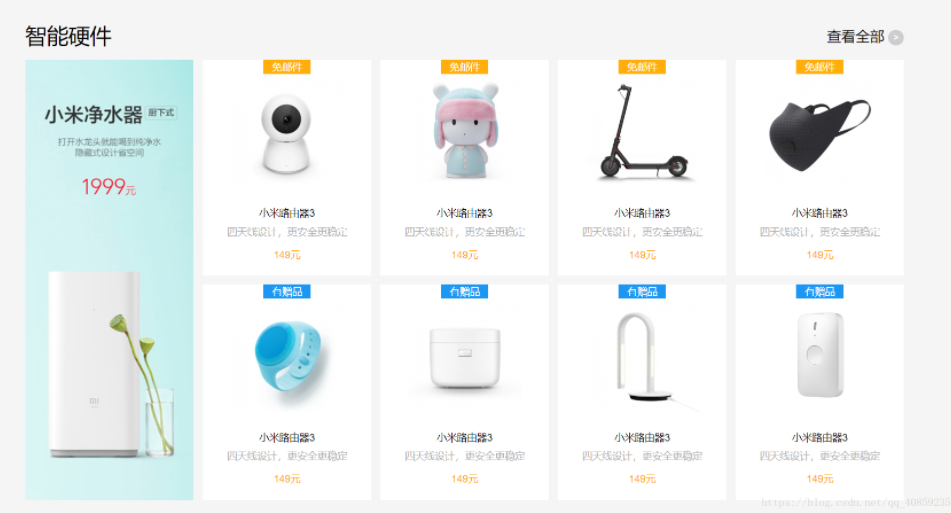 智能硬件
查看全部 >
小米净水器 厨下式
打开水龙头就能喝到纯净水
隐藏式设计省空间
1999元
MI
免邮件
小米路由器3
四天线设计，更安全更稳定
149元
免邮件
小米路由器3
四天线设计，更安全更稳定
149元
免邮件
小米路由器3
四天线设计，更安全更稳定
149元
免邮件
小米路由器3
四天线设计，更安全更稳定
149元
有赠品
小米路由器3
四天线设计，更安全更稳定
149元
有赠品
小米路由器3
四天线设计，更安全更稳定
149元
有赠品
小米路由器3
四天线设计，更安全更稳定
149元
有赠品
小米路由器3
四天线设计，更安全更稳定
149元
https://blog.csdn.net/qq_40859235